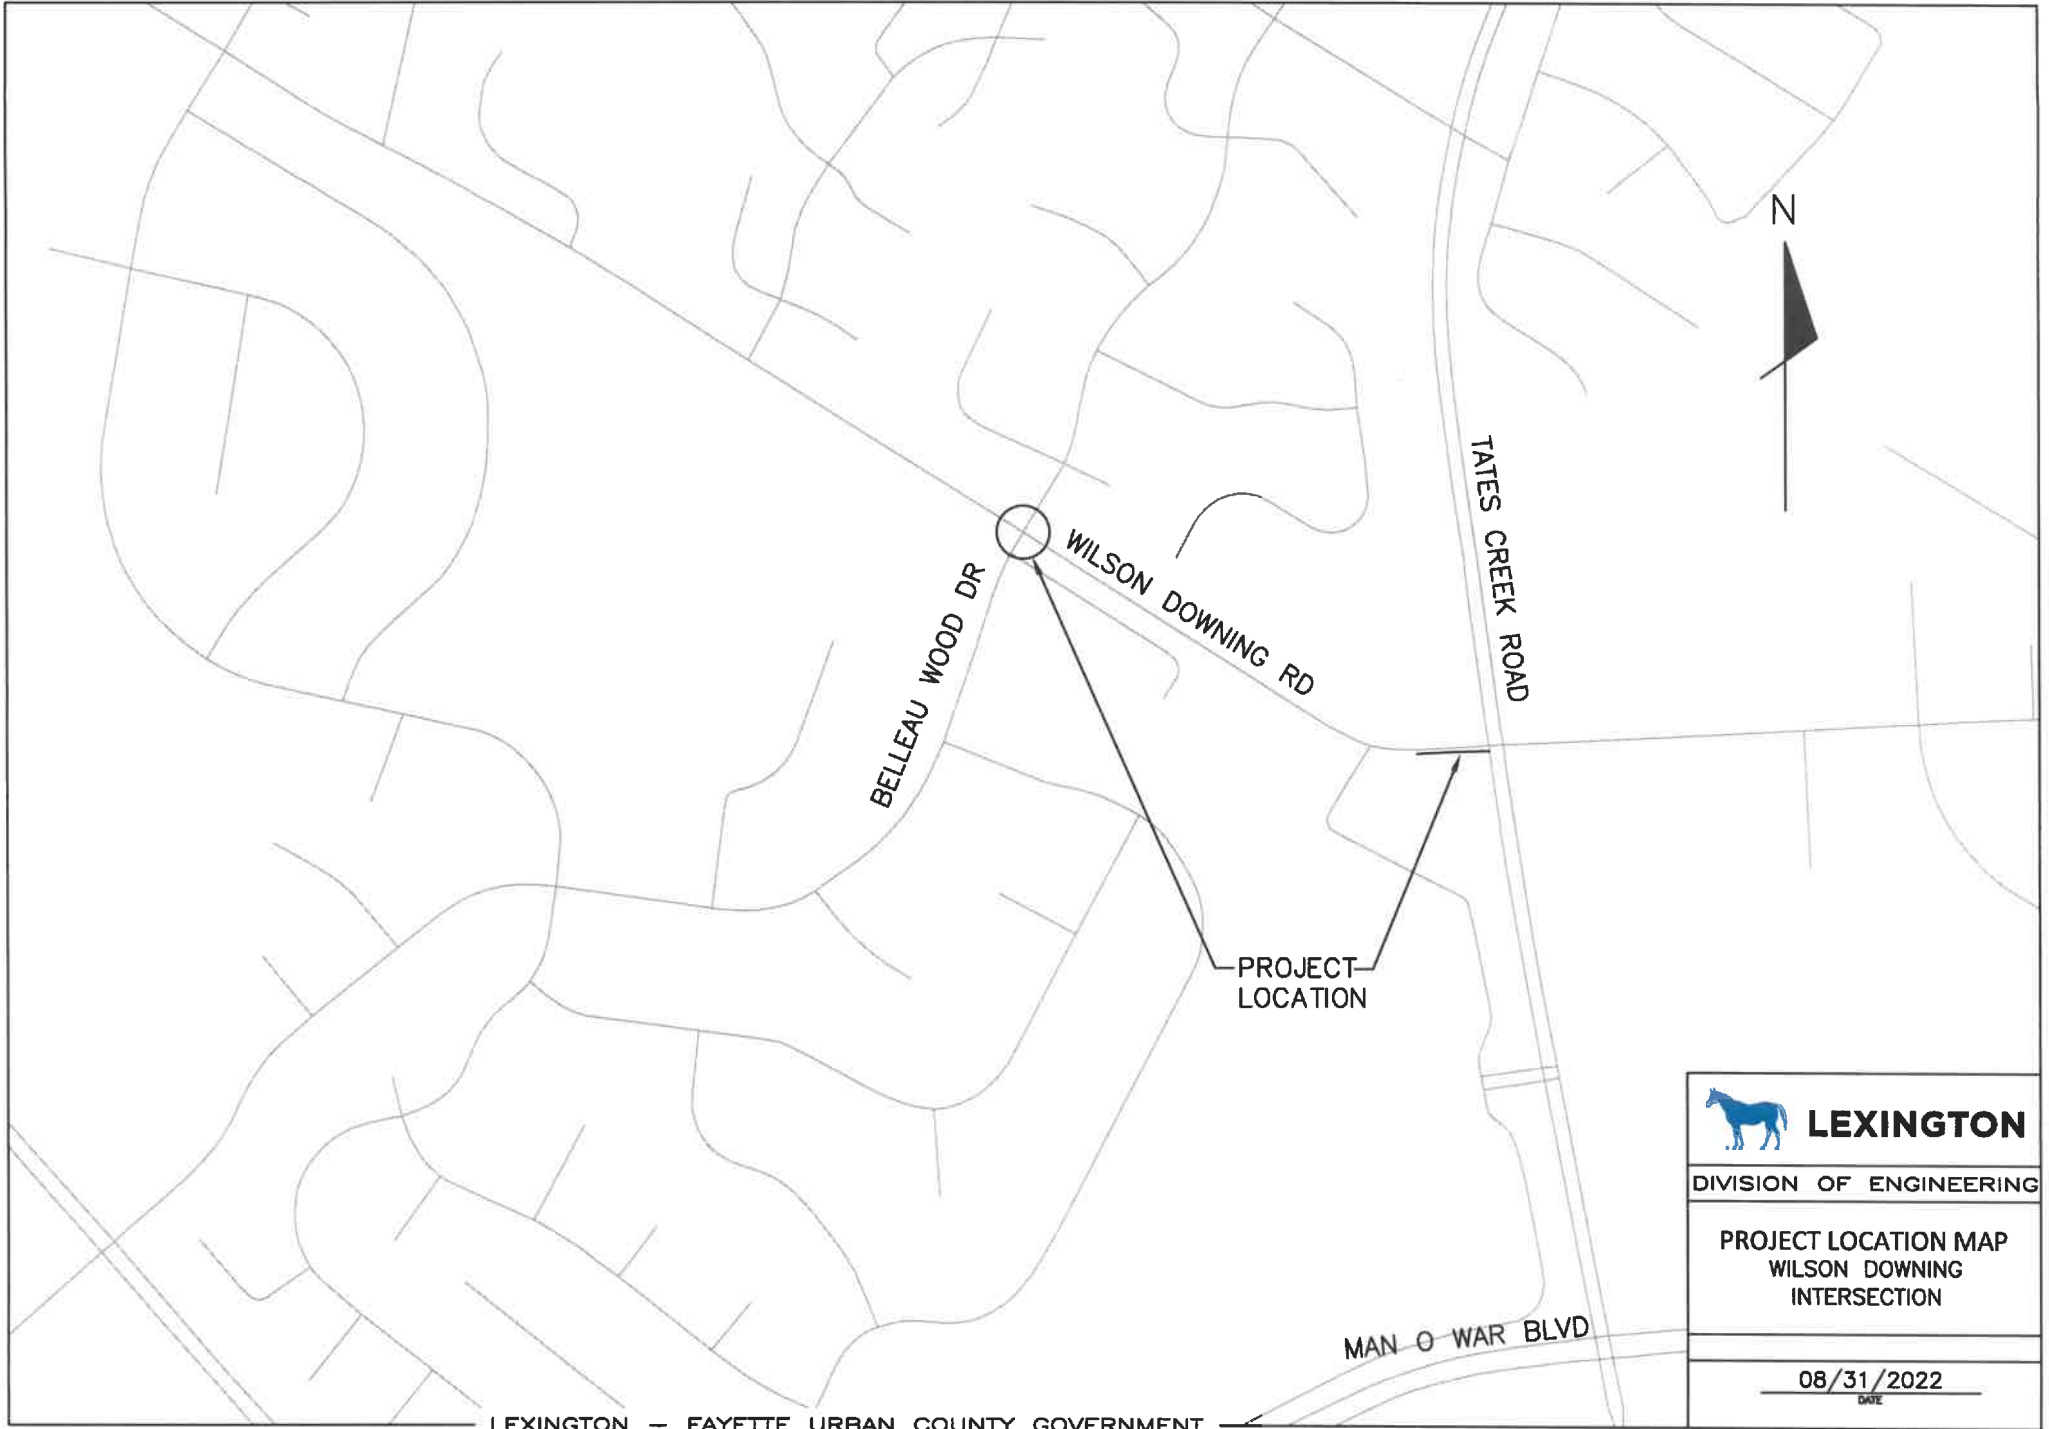 N
TATES CREEK ROAD
WILSON DOWNING RD
BELLEAU WOOD DR
PROJECT
LOCATION
MAN O WAR BLVD
LEXINGTON
DIVISION OF ENGINEERING
PROJECT LOCATION MAP
WILSON DOWNING
INTERSECTION
08/31/2022
DATE
LEXINGTON - FAYETTE URBAN COUNTY GOVERNMENT